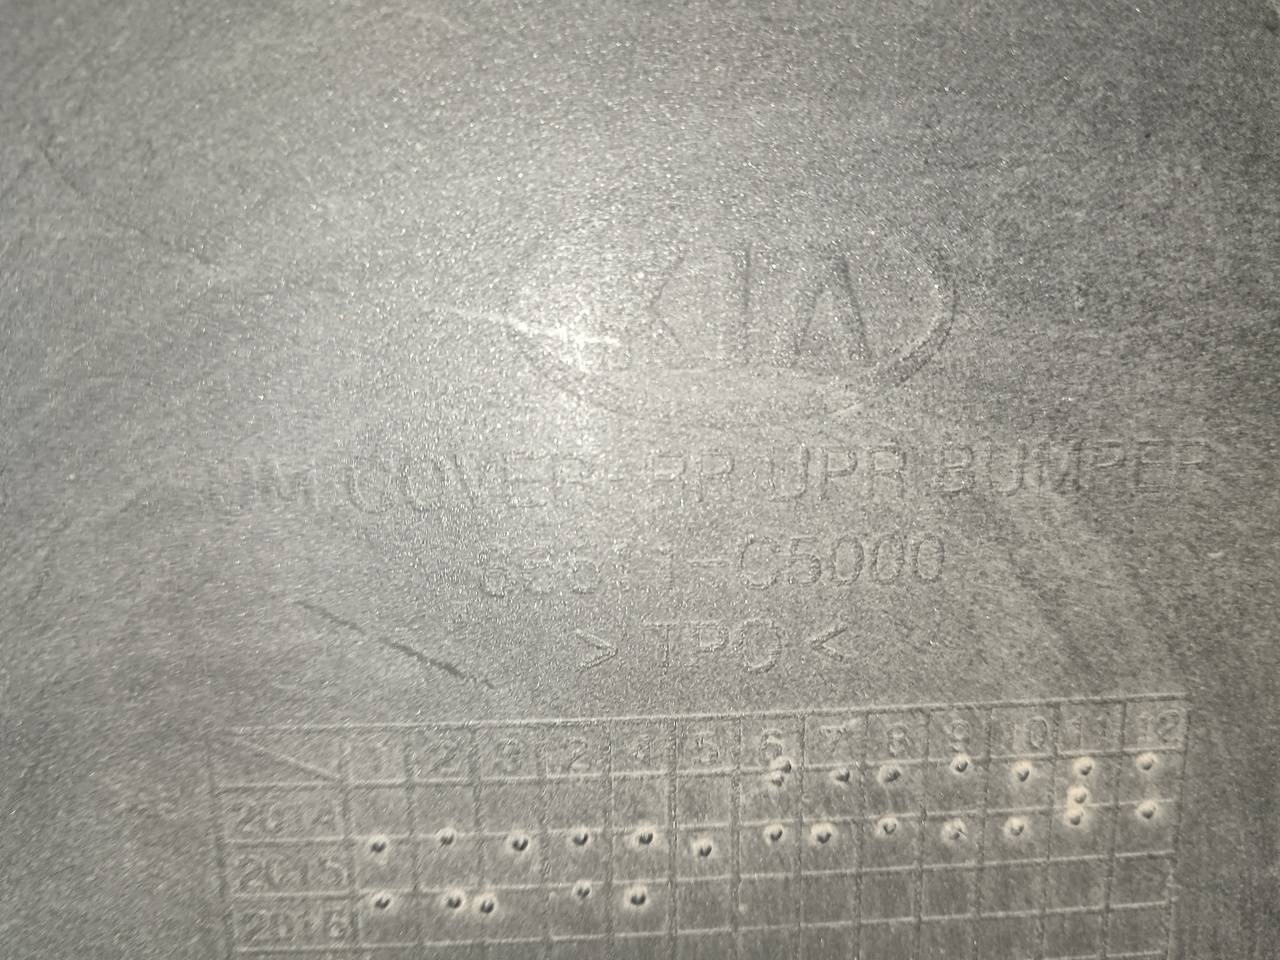 KIA
UM COVER-RR UPR BUMPER
86611-C5000
> TPO <
1 2 3 2 4 5 6 7 8 9 10 11 12
2014
2015
2016